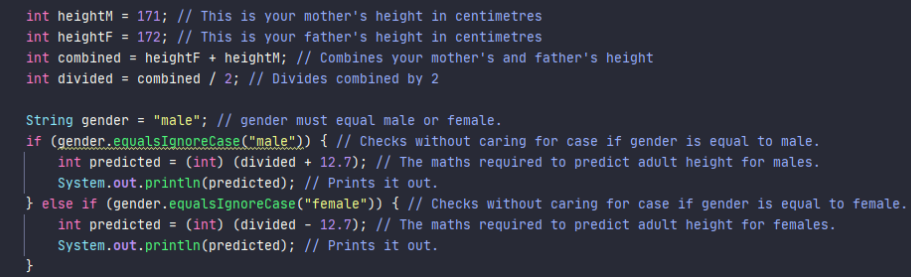 int heightM = 171; // This is your mother's height in centimetres
int heightF = 172; // This is your father's height in centimetres
int combined = heightF + heightM; // Combines your mother's and father's height
int divided = combined / 2; // Divides combined by 2

String gender = "male"; // gender must equal male or female.
if (gender.equalsIgnoreCase("male")) { // Checks without caring for case if gender is equal to male.
    int predicted = (int) (divided + 12.7); // The maths required to predict adult height for males.
    System.out.println(predicted); // Prints it out.
} else if (gender.equalsIgnoreCase("female")) { // Checks without caring for case if gender is equal to female.
    int predicted = (int) (divided - 12.7); // The maths required to predict adult height for females.
    System.out.println(predicted); // Prints it out.
}